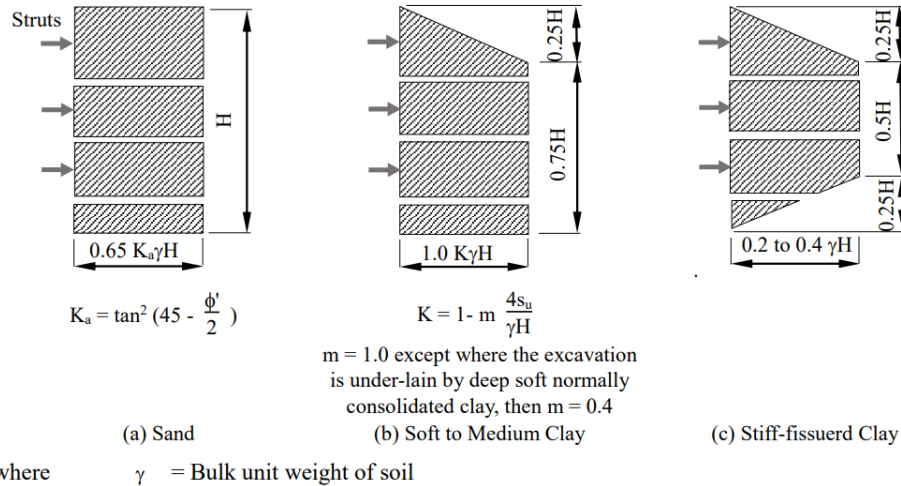 Struts
0.25H
0.25H
H
0.75H
0.5H
0.25H
0.65 KₐγH
1.0 KγH
0.2 to 0.4 γH
Kₐ = tan² (45 - ϕ'/2 )
K = 1- m 4sᵤ/γH
m = 1.0 except where the excavation
is under-lain by deep soft normally
consolidated clay, then m = 0.4
(a) Sand
(b) Soft to Medium Clay
(c) Stiff-fissuerd Clay
where γ = Bulk unit weight of soil